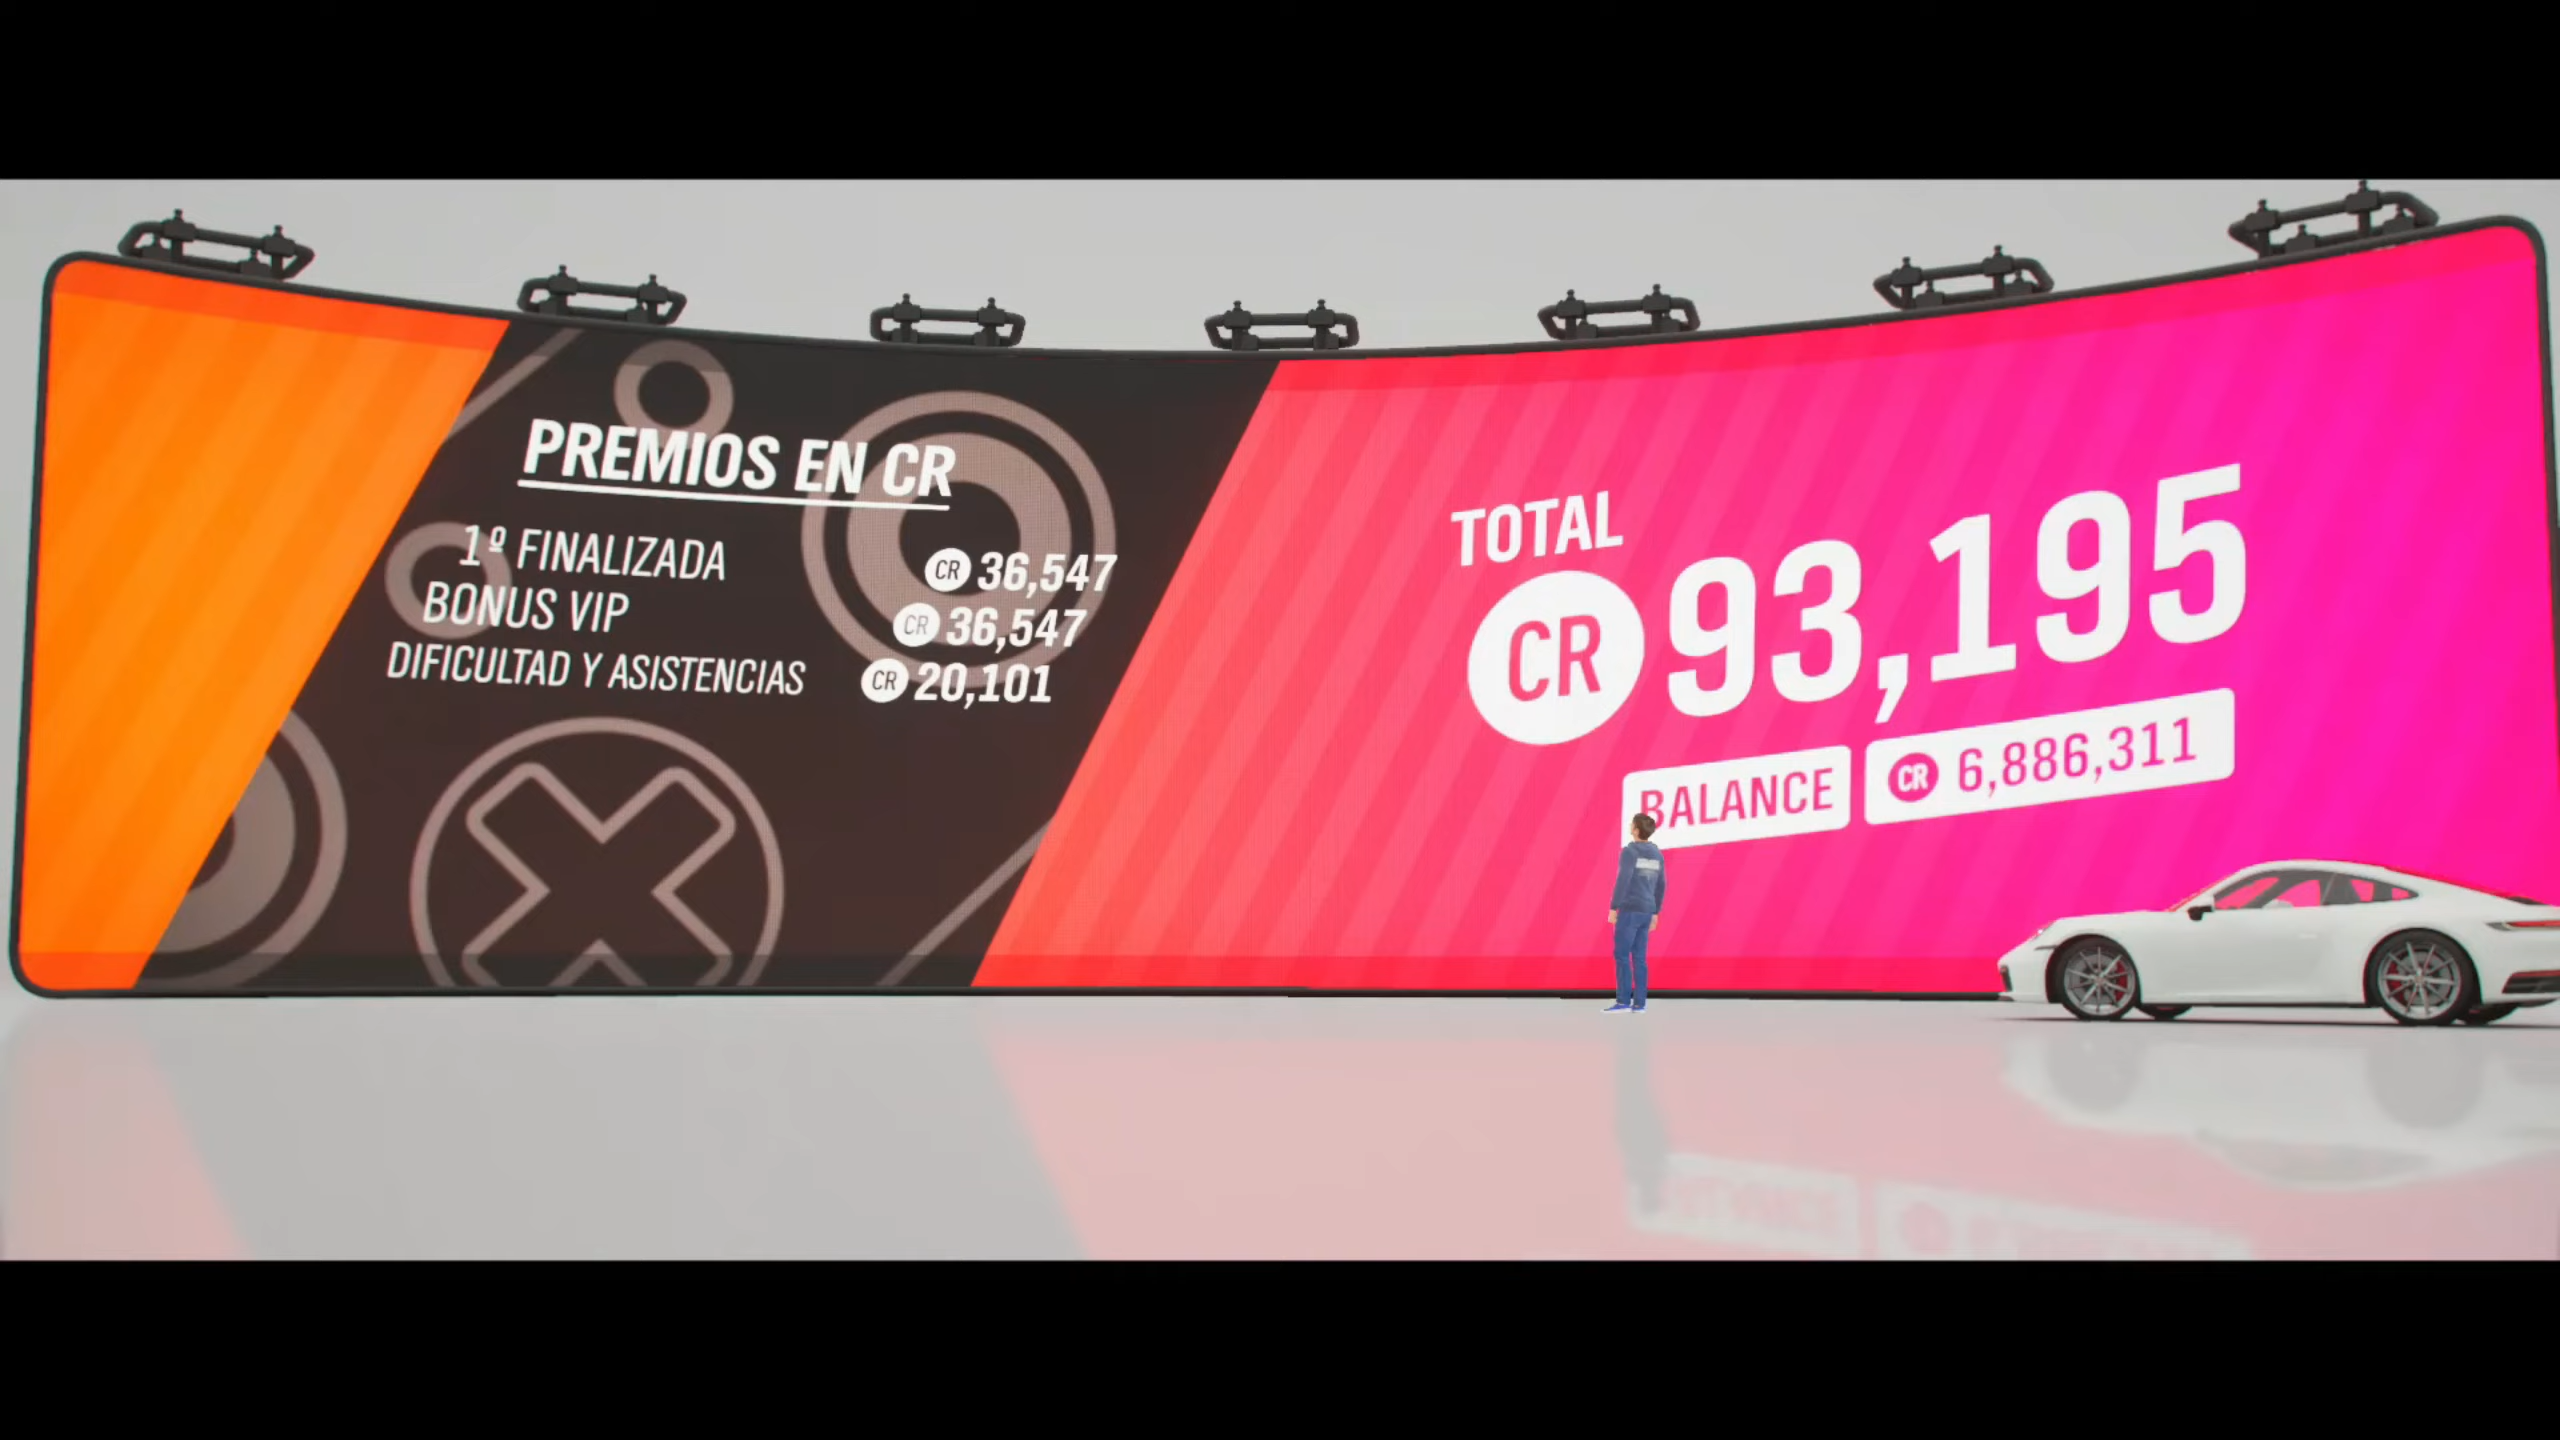 PREMIOS EN CR
1º FINALIZADA CR 36,547
BONUS VIP CR 36,547
DIFICULTAD Y ASISTENCIAS CR 20,101
TOTAL
CR 93,195
BALANCE CR 6,886,311